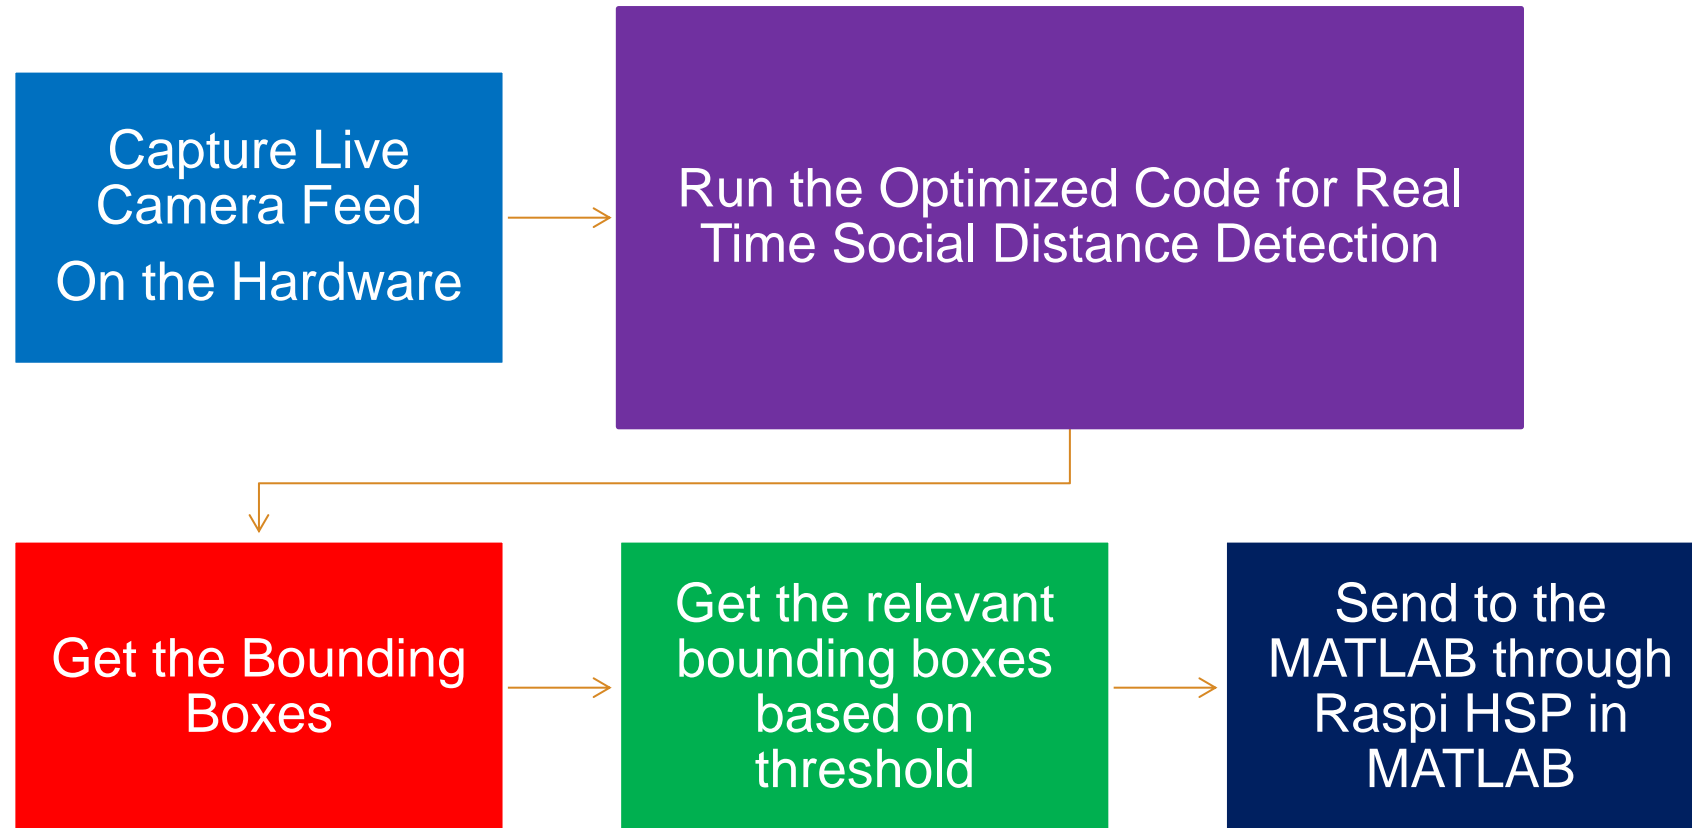 Capture Live
Camera Feed
On the Hardware
Run the Optimized Code for Real
Time Social Distance Detection
Get the Bounding
Boxes
Get the relevant
bounding boxes
based on
threshold
Send to the
MATLAB through
Raspi HSP in
MATLAB